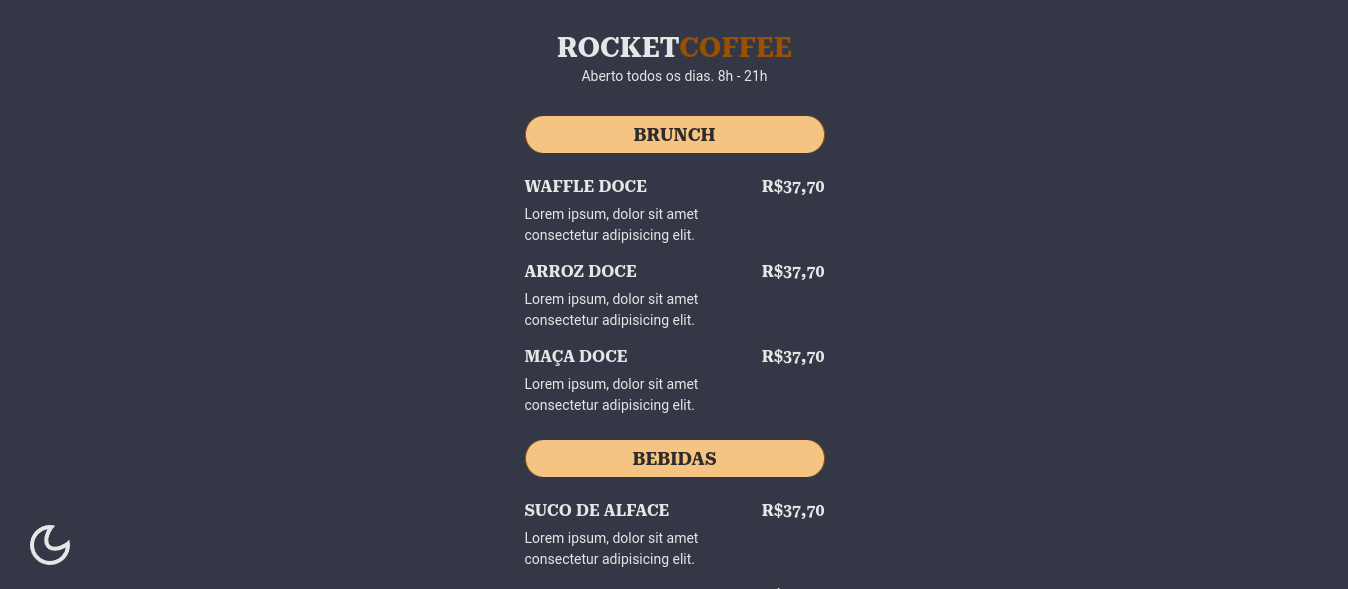 ROCKETCOFFEE
Aberto todos os dias. 8h - 21h
BRUNCH
WAFFLE DOCE R$37,70
Lorem ipsum, dolor sit amet
consectetur adipisicing elit.
ARROZ DOCE R$37,70
Lorem ipsum, dolor sit amet
consectetur adipisicing elit.
MAÇA DOCE R$37,70
Lorem ipsum, dolor sit amet
consectetur adipisicing elit.
BEBIDAS
SUCO DE ALFACE R$37,70
Lorem ipsum, dolor sit amet
consectetur adipisicing elit.